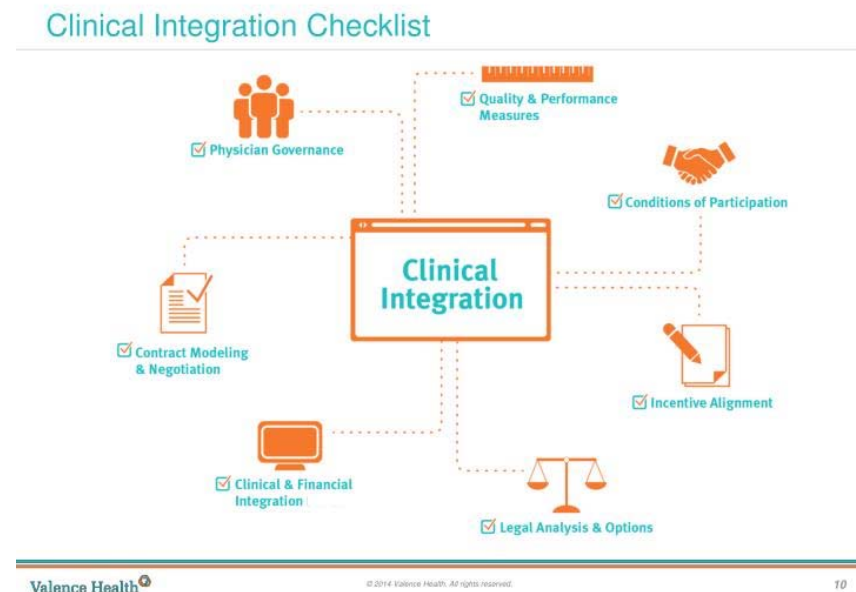 Clinical Integration Checklist
Quality & Performance
Measures
Physician Governance
Conditions of Participation
Clinical
Integration
Contract Modeling
& Negotiation
Incentive Alignment
Clinical & Financial
Integration
Legal Analysis & Options
Valence Health
© 2014 Valence Health. All rights reserved.
10